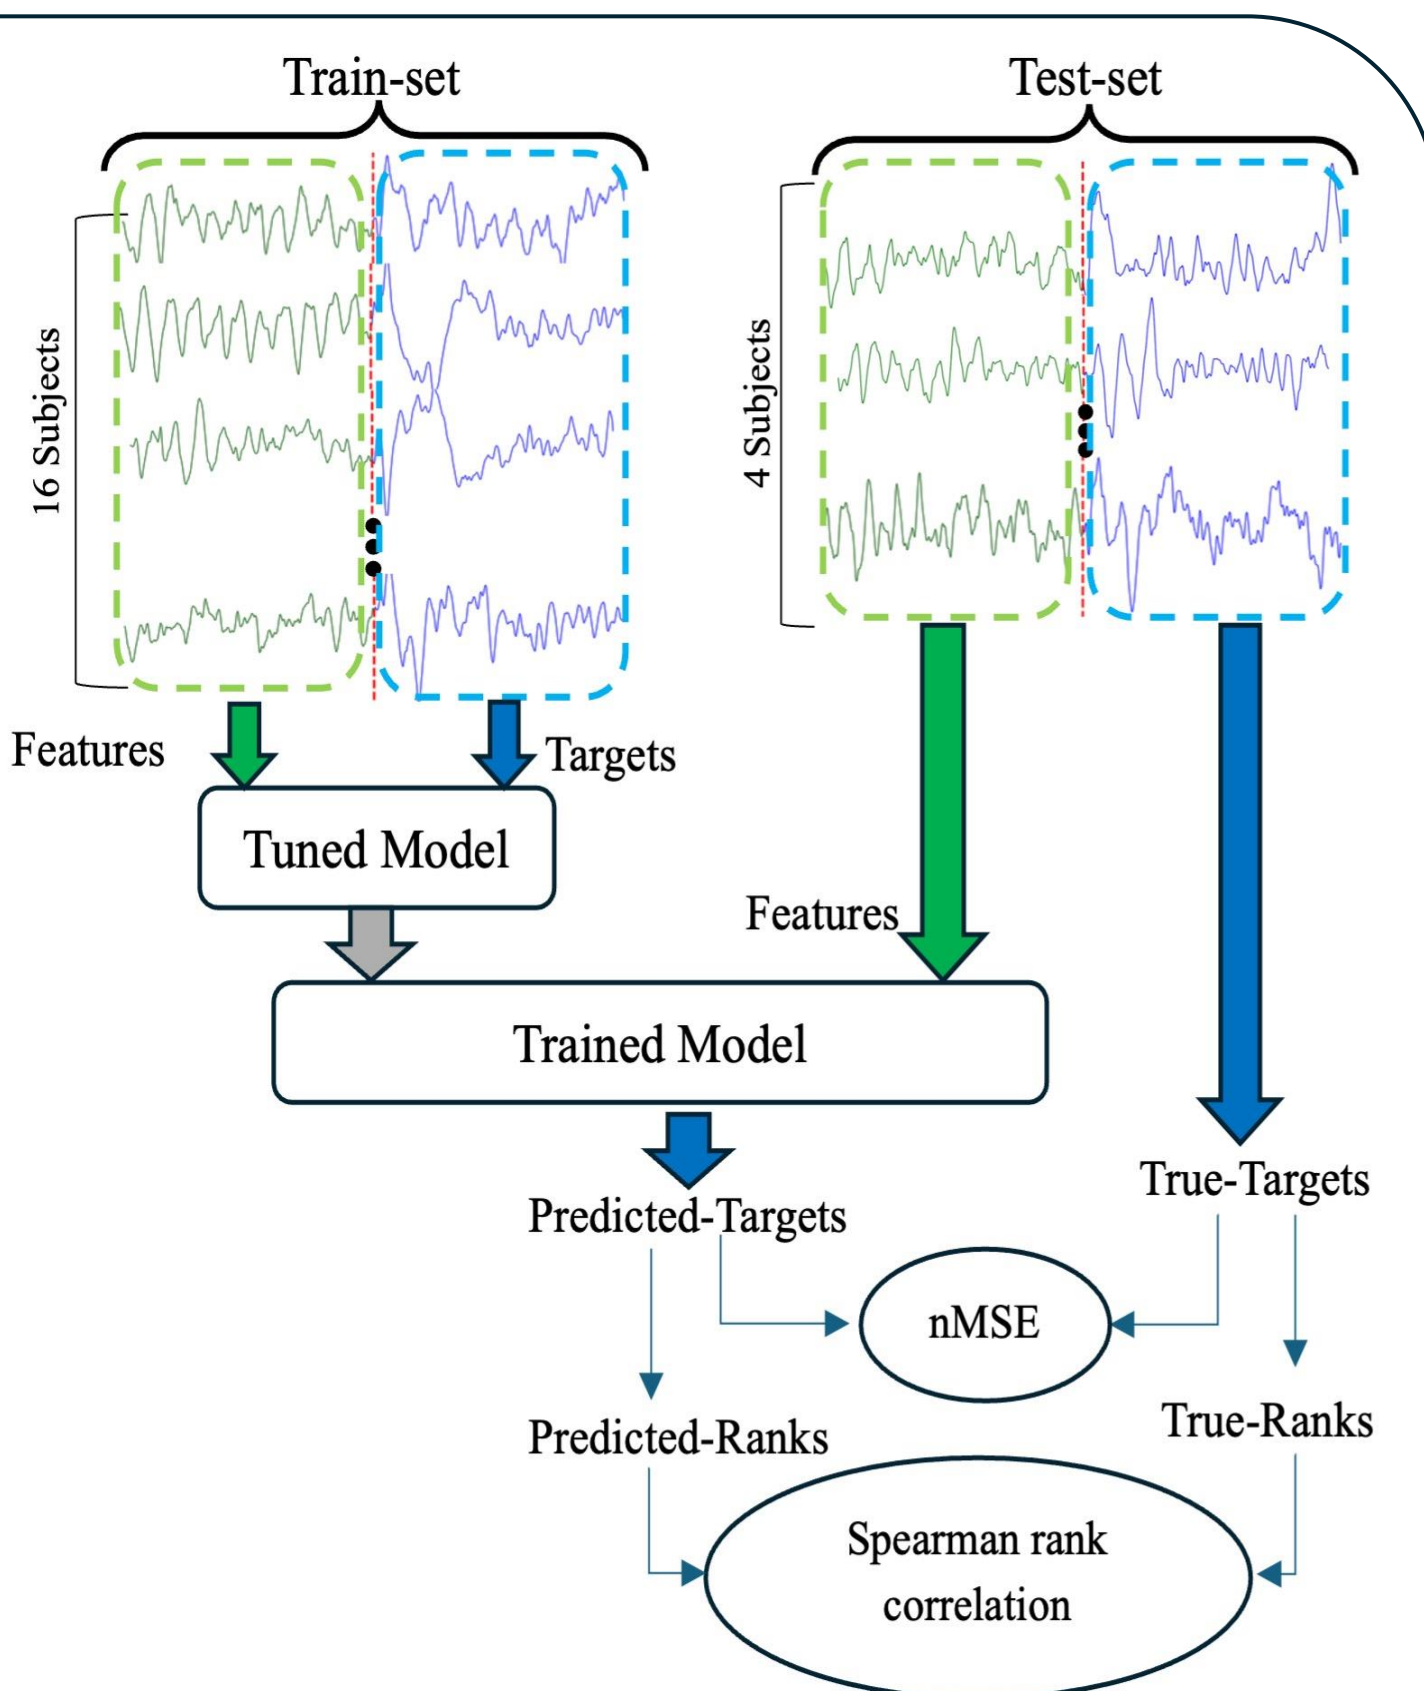 Train-set
Test-set
16 Subjects
4 Subjects
Features
Targets
Tuned Model
Features
Trained Model
Predicted-Targets
True-Targets
nMSE
Predicted-Ranks
True-Ranks
Spearman rank
correlation